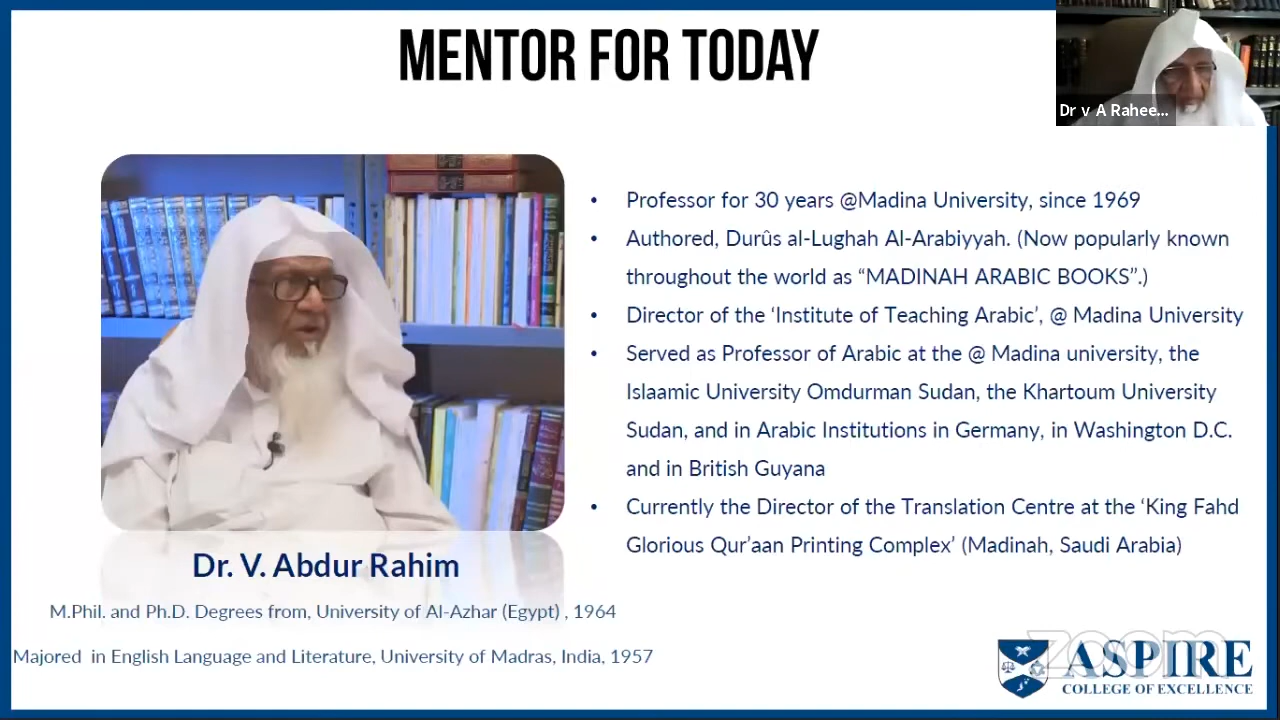 MENTOR FOR TODAY
Dr v A Rahee...
• Professor for 30 years @Madina University, since 1969
• Authored, Durûs al-Lughah Al-Arabiyyah. (Now popularly known
throughout the world as “MADINAH ARABIC BOOKS”.)
• Director of the ‘Institute of Teaching Arabic’, @ Madina University
• Served as Professor of Arabic at the @ Madina university, the
Islaamic University Omdurman Sudan, the Khartoum University
Sudan, and in Arabic Institutions in Germany, in Washington D.C.
and in British Guyana
• Currently the Director of the Translation Centre at the ‘King Fahd
Glorious Qur’aan Printing Complex’ (Madinah, Saudi Arabia)
Dr. V. Abdur Rahim
M.Phil. and Ph.D. Degrees from, University of Al-Azhar (Egypt) , 1964
Majored in English Language and Literature, University of Madras, India, 1957
zoom
ASPIRE
COLLEGE OF EXCELLENCE